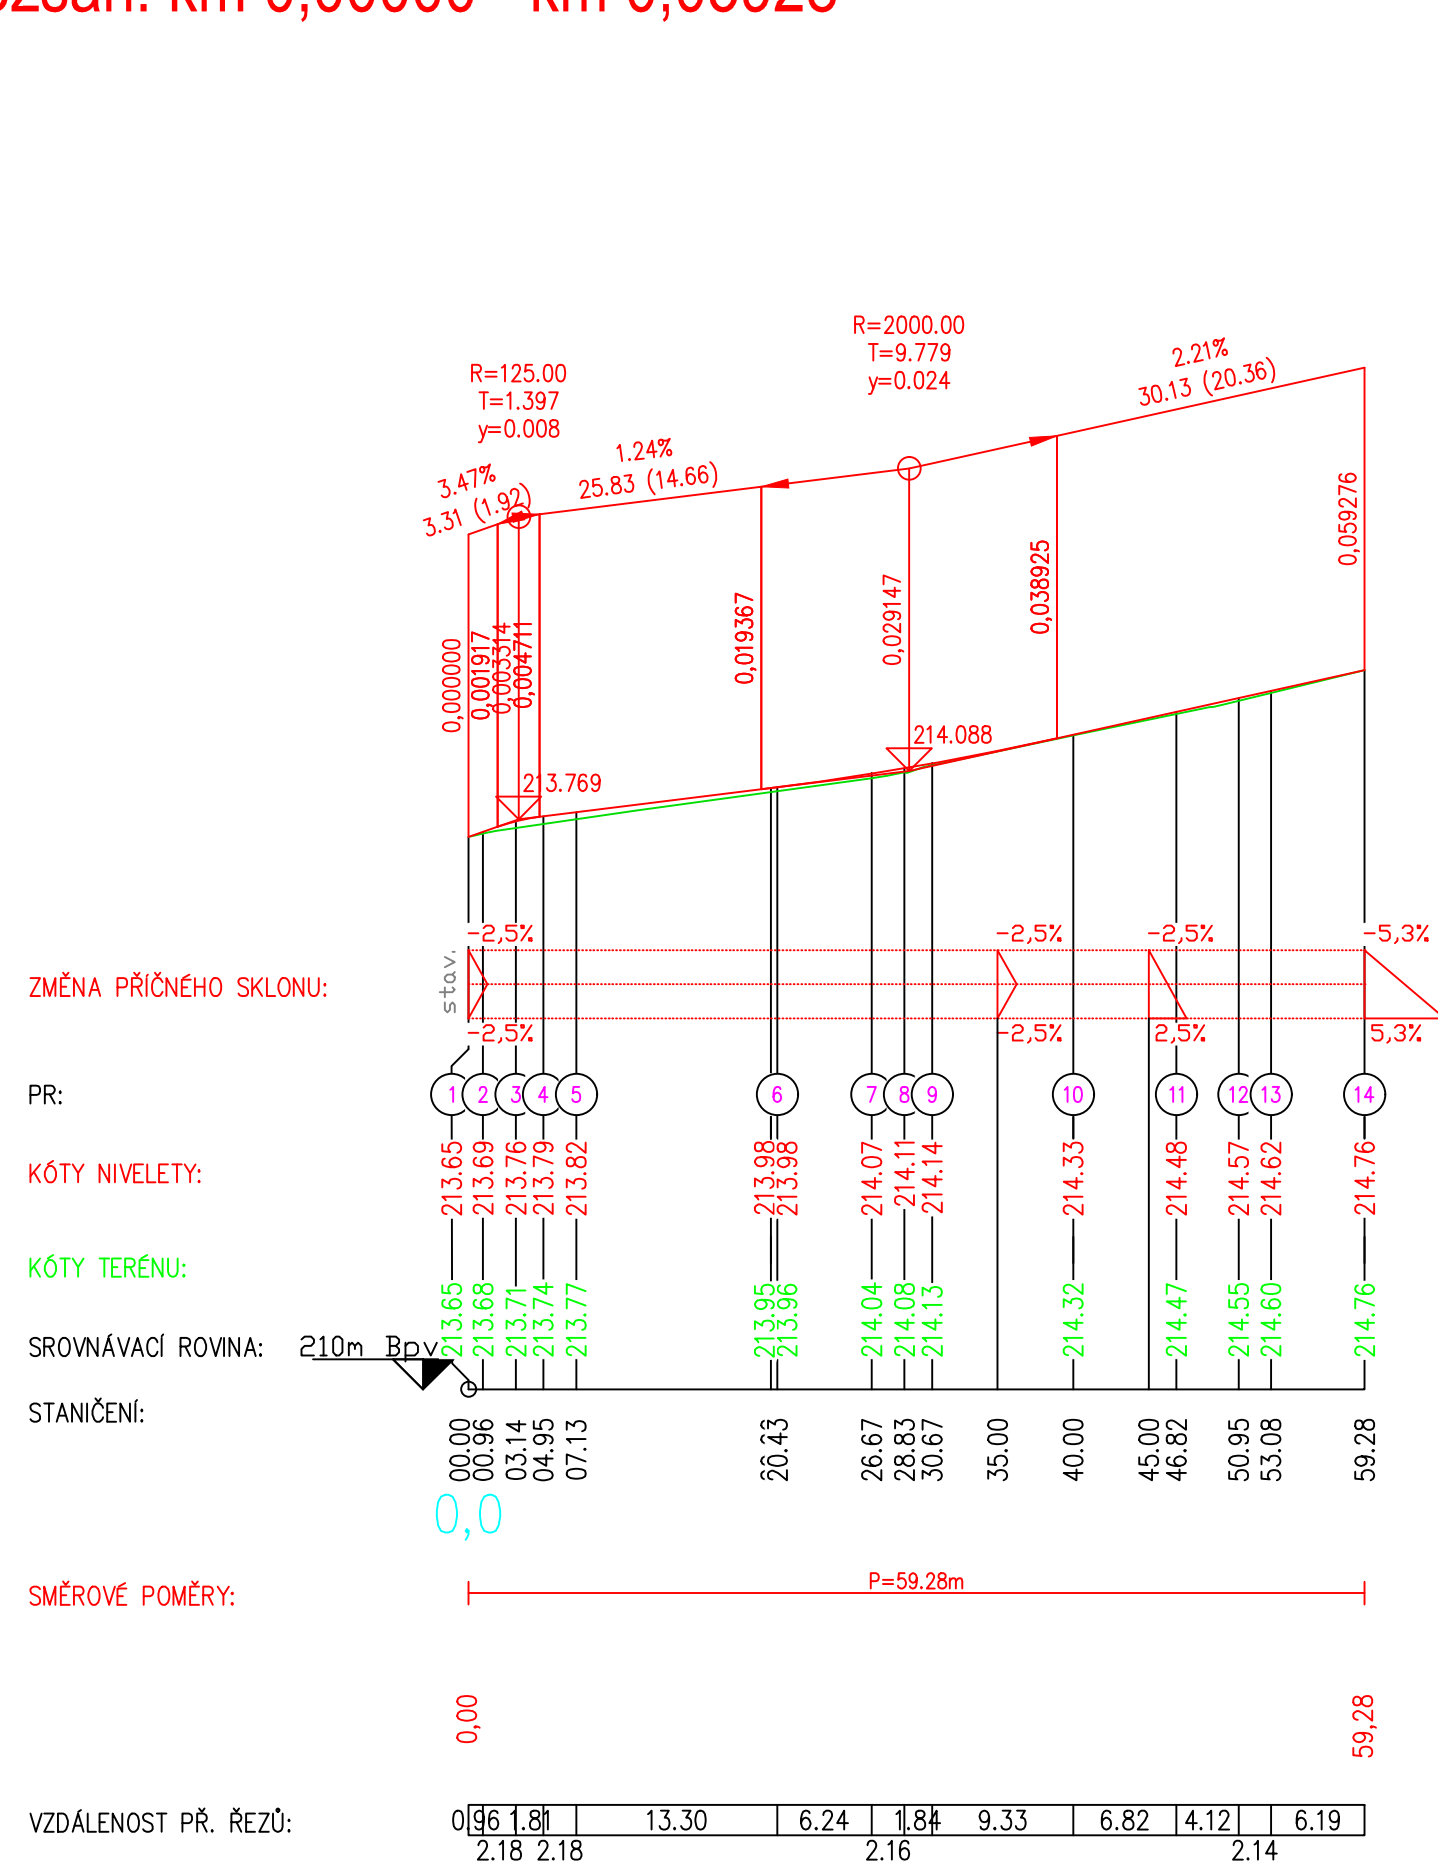 R=2000.00
T=9.779
y=0.024
R=125.00
T=1.397
y=0.008
2.21%
30.13 (20.36)
1.24%
25.83 (14.66)
3.47%
3.31 (1.92)
0,000000
0,001917
0,003314
0,004711
0,019367
0,029147
0,038925
0,059276
214.088
213.769
-2,5% -2,5% -2,5% -5,3%
stav.
ZMĚNA PŘÍČNÉHO SKLONU:
-2,5% -2,5% 2,5% 5,3%
PR: 1 2 3 4 5 6 7 8 9 10 11 12 13 14
KÓTY NIVELETY: 213.65 213.69 213.76 213.79 213.82 213.98 213.98 214.07 214.11 214.14 214.33 214.48 214.57 214.62 214.76
KÓTY TERÉNU: 213.65 213.68 213.71 213.74 213.77 213.95 213.96 214.04 214.08 214.13 214.32 214.47 214.55 214.60 214.76
SROVNÁVACÍ ROVINA: 210m Bpv
STANIČENÍ: 00.00 00.96 03.14 04.95 07.13 20.43 26.67 28.83 30.67 35.00 40.00 45.00 46.82 50.95 53.08 59.28
0,0
SMĚROVÉ POMĚRY: P=59.28m
0,00 59,28
VZDÁLENOST PŘ. ŘEZŮ: 0.96 1.81 13.30 6.24 1.84 9.33 6.82 4.12 6.19
2.18 2.18 2.16 2.14